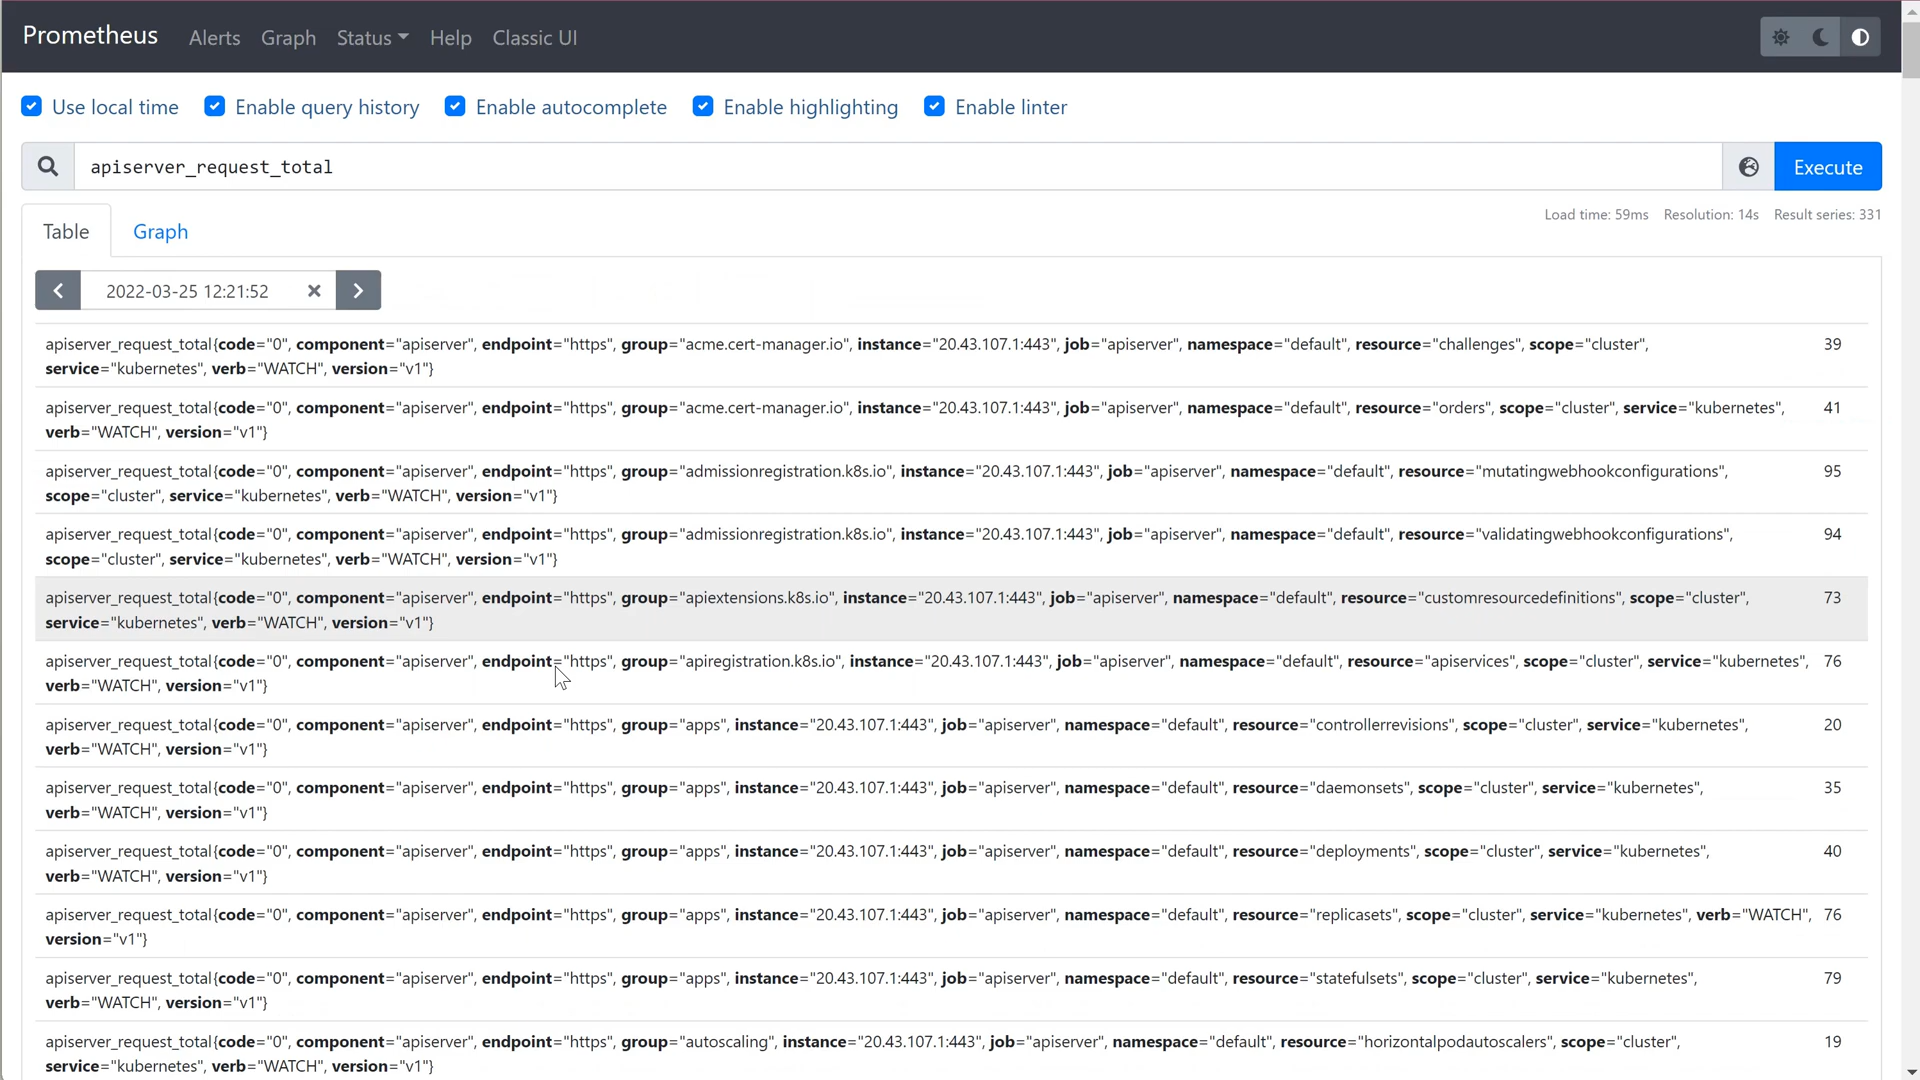 Prometheus Alerts Graph Status Help Classic UI
Use local time Enable query history Enable autocomplete Enable highlighting Enable linter
apiserver_request_total Execute
Table Graph Load time: 59ms Resolution: 14s Result series: 331
2022-03-25 12:21:52
apiserver_request_total{code="0", component="apiserver", endpoint="https", group="acme.cert-manager.io", instance="20.43.107.1:443", job="apiserver", namespace="default", resource="challenges", scope="cluster", 39
service="kubernetes", verb="WATCH", version="v1"}
apiserver_request_total{code="0", component="apiserver", endpoint="https", group="acme.cert-manager.io", instance="20.43.107.1:443", job="apiserver", namespace="default", resource="orders", scope="cluster", service="kubernetes", 41
verb="WATCH", version="v1"}
apiserver_request_total{code="0", component="apiserver", endpoint="https", group="admissionregistration.k8s.io", instance="20.43.107.1:443", job="apiserver", namespace="default", resource="mutatingwebhookconfigurations", 95
scope="cluster", service="kubernetes", verb="WATCH", version="v1"}
apiserver_request_total{code="0", component="apiserver", endpoint="https", group="admissionregistration.k8s.io", instance="20.43.107.1:443", job="apiserver", namespace="default", resource="validatingwebhookconfigurations", 94
scope="cluster", service="kubernetes", verb="WATCH", version="v1"}
apiserver_request_total{code="0", component="apiserver", endpoint="https", group="apiextensions.k8s.io", instance="20.43.107.1:443", job="apiserver", namespace="default", resource="customresourcedefinitions", scope="cluster", 73
service="kubernetes", verb="WATCH", version="v1"}
apiserver_request_total{code="0", component="apiserver", endpoint="https", group="apiregistration.k8s.io", instance="20.43.107.1:443", job="apiserver", namespace="default", resource="apiservices", scope="cluster", service="kubernetes", 76
verb="WATCH", version="v1"}
apiserver_request_total{code="0", component="apiserver", endpoint="https", group="apps", instance="20.43.107.1:443", job="apiserver", namespace="default", resource="controllerrevisions", scope="cluster", service="kubernetes", 20
verb="WATCH", version="v1"}
apiserver_request_total{code="0", component="apiserver", endpoint="https", group="apps", instance="20.43.107.1:443", job="apiserver", namespace="default", resource="daemonsets", scope="cluster", service="kubernetes", 35
verb="WATCH", version="v1"}
apiserver_request_total{code="0", component="apiserver", endpoint="https", group="apps", instance="20.43.107.1:443", job="apiserver", namespace="default", resource="deployments", scope="cluster", service="kubernetes", 40
verb="WATCH", version="v1"}
apiserver_request_total{code="0", component="apiserver", endpoint="https", group="apps", instance="20.43.107.1:443", job="apiserver", namespace="default", resource="replicasets", scope="cluster", service="kubernetes", verb="WATCH", 76
version="v1"}
apiserver_request_total{code="0", component="apiserver", endpoint="https", group="apps", instance="20.43.107.1:443", job="apiserver", namespace="default", resource="statefulsets", scope="cluster", service="kubernetes", 79
verb="WATCH", version="v1"}
apiserver_request_total{code="0", component="apiserver", endpoint="https", group="autoscaling", instance="20.43.107.1:443", job="apiserver", namespace="default", resource="horizontalpodautoscalers", scope="cluster", 19
service="kubernetes", verb="WATCH", version="v1"}